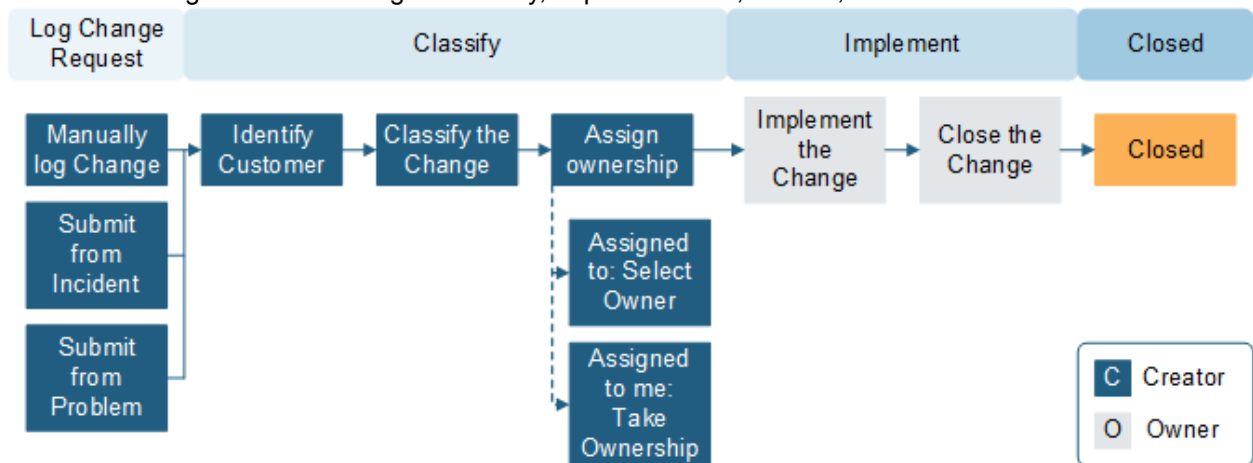 Log Change
Request
Classify
Implement
Closed
Manually
log Change
Identify
Customer
Classify the
Change
Assign
ownership
Implement
the
Change
Close the
Change
Closed
Submit
from
Incident
Assigned
to: Select
Owner
Submit
from
Problem
Assigned
to me:
Take
Ownership
C Creator
O Owner